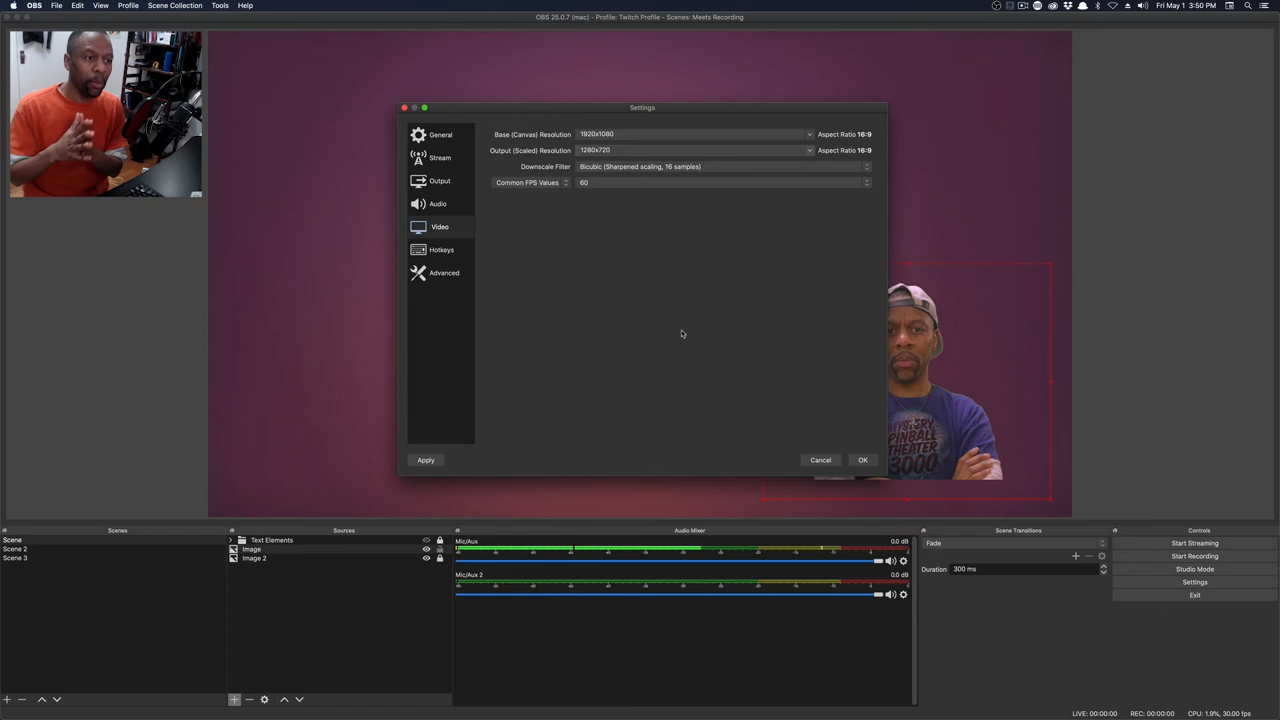 OBS File Edit View Profile Scene Collection Tools Help
Fri May 1 3:50 PM
OBS 25.0.7 (mac) - Profile: Twitch Profile - Scenes: Meets Recording
Settings
General
Stream
Output
Audio
Video
Hotkeys
Advanced
Base (Canvas) Resolution 1920x1080 Aspect Ratio 16:9
Output (Scaled) Resolution 1280x720 Aspect Ratio 16:9
Downscale Filter Bicubic (Sharpened scaling, 16 samples)
Common FPS Values 60
Apply Cancel OK
MYSTERY
PINBALL
THEATER
3000
Scenes
Scene
Scene 2
Scene 3
Sources
Text Elements
Image
Image 2
Audio Mixer
Mic/Aux 0.0 dB
Mic/Aux 2 0.0 dB
Scene Transitions
Fade
Duration 300 ms
Controls
Start Streaming
Start Recording
Studio Mode
Settings
Exit
LIVE: 00:00:00 REC: 00:00:00 CPU: 1.9%, 30.00 fps